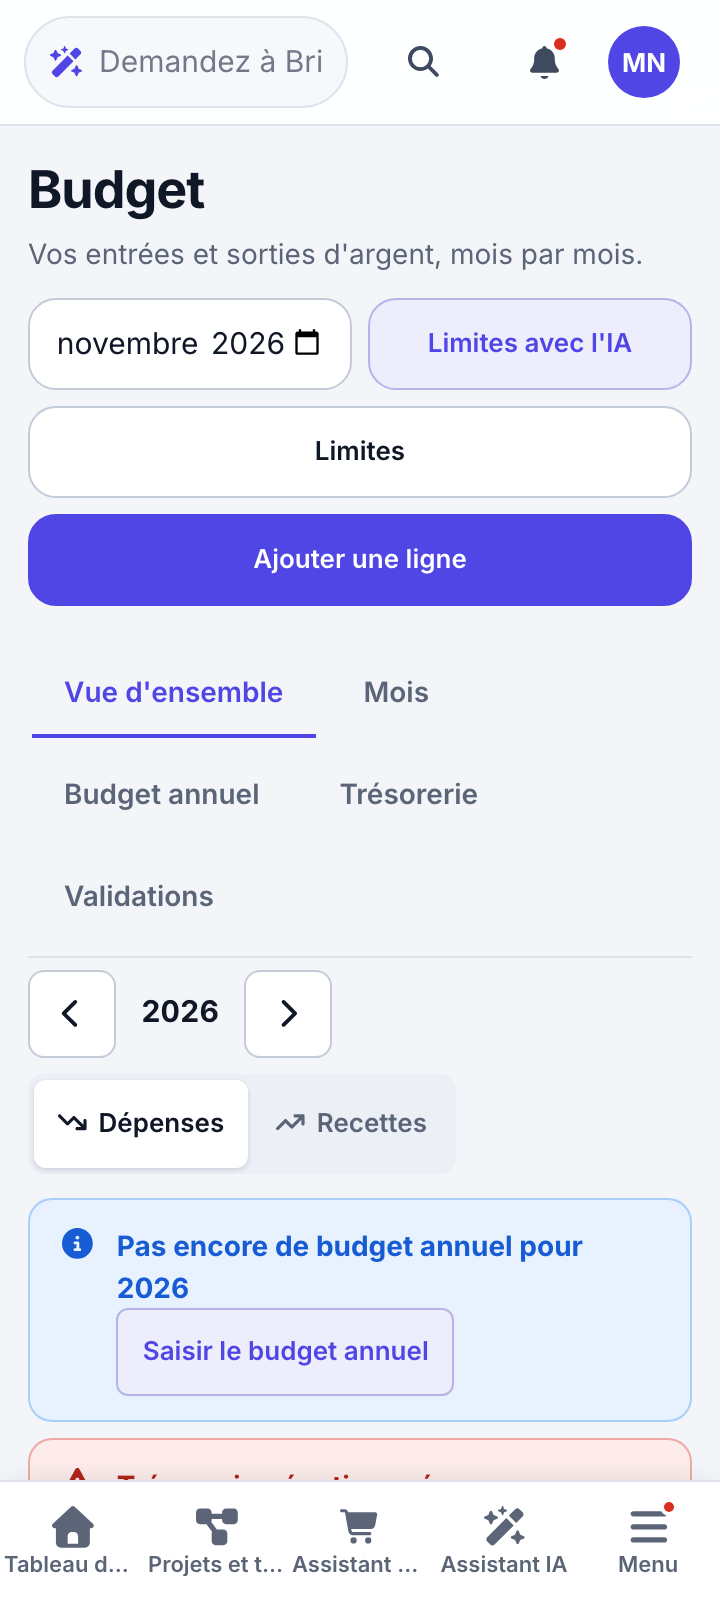 Demandez à Bri
MN
Budget
Vos entrées et sorties d'argent, mois par mois.
novembre 2026
Limites avec l'IA
Limites
Ajouter une ligne
Vue d'ensemble
Mois
Budget annuel
Trésorerie
Validations
2026
Dépenses
Recettes
Pas encore de budget annuel pour
2026
Saisir le budget annuel
Tableau d...
Projets et t...
Assistant ...
Assistant IA
Menu